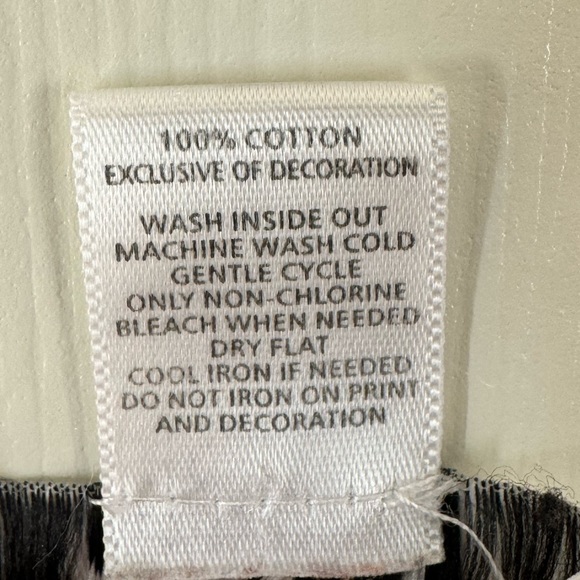 100% COTTON
EXCLUSIVE OF DECORATION
WASH INSIDE OUT
MACHINE WASH COLD
GENTLE CYCLE
ONLY NON-CHLORINE
BLEACH WHEN NEEDED
DRY FLAT
COOL IRON IF NEEDED
DO NOT IRON ON PRINT
AND DECORATION